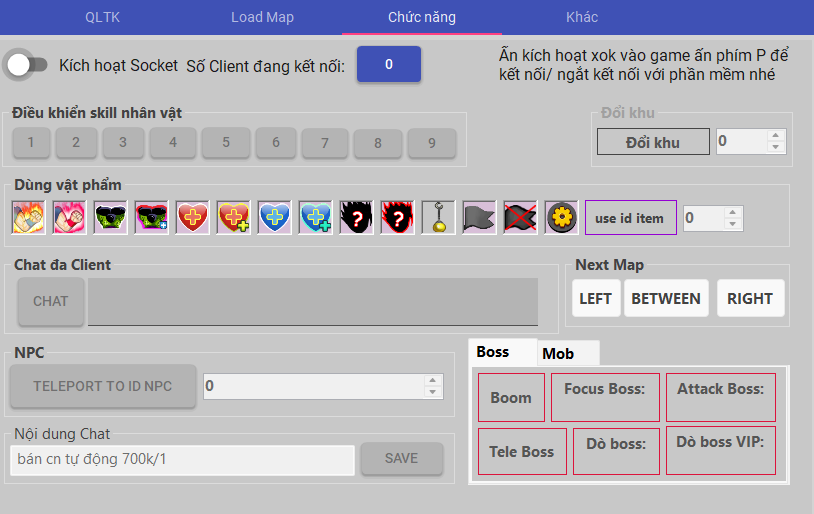 QLTK Load Map Chức năng Khác
Kích hoạt Socket Số Client đang kết nối: 0
Ấn kích hoạt xok vào game ấn phím P để
kết nối/ ngắt kết nối với phần mềm nhé
Điều khiển skill nhân vật
1 2 3 4 5 6 7 8 9
Đổi khu
Đổi khu 0
Dùng vật phẩm
? ? use id item 0
Chat đa Client
CHAT
Next Map
LEFT BETWEEN RIGHT
NPC
TELEPORT TO ID NPC 0
Nội dung Chat
bán cn tự động 700k/1 SAVE
Boss Mob
Boom Focus Boss: Attack Boss:
Tele Boss Dò boss: Dò boss VIP: